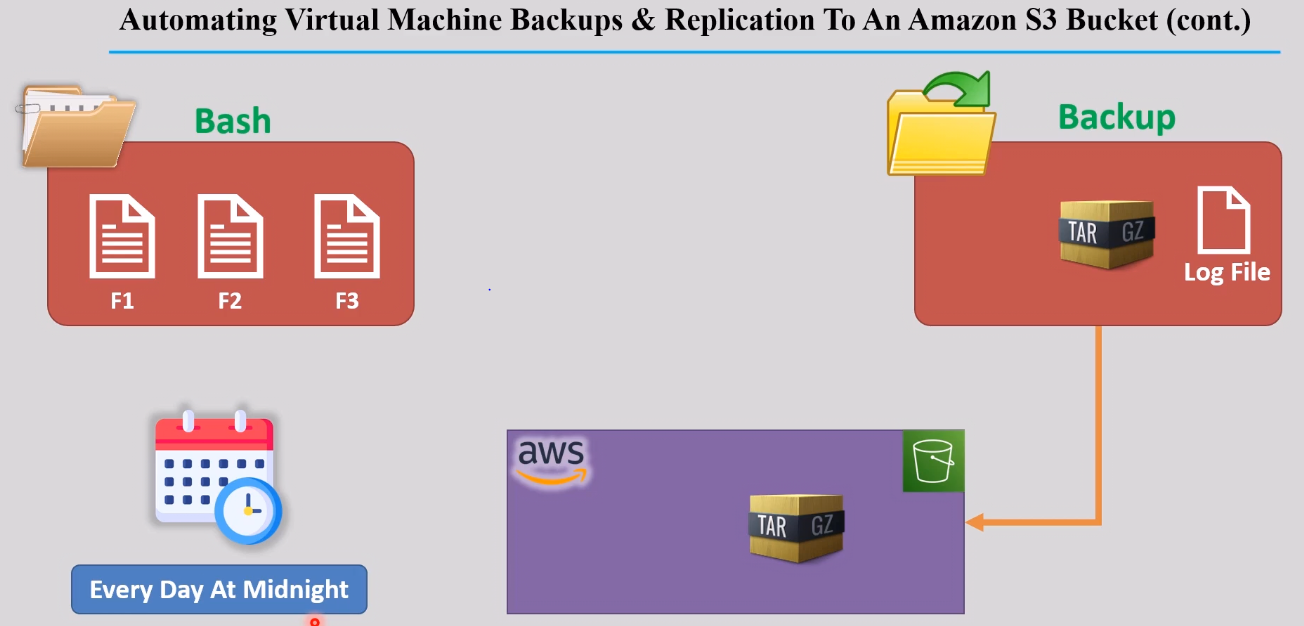 Automating Virtual Machine Backups & Replication To An Amazon S3 Bucket (cont.)
Bash
Backup
F1
F2
F3
TAR GZ
Log File
aws
TAR GZ
Every Day At Midnight